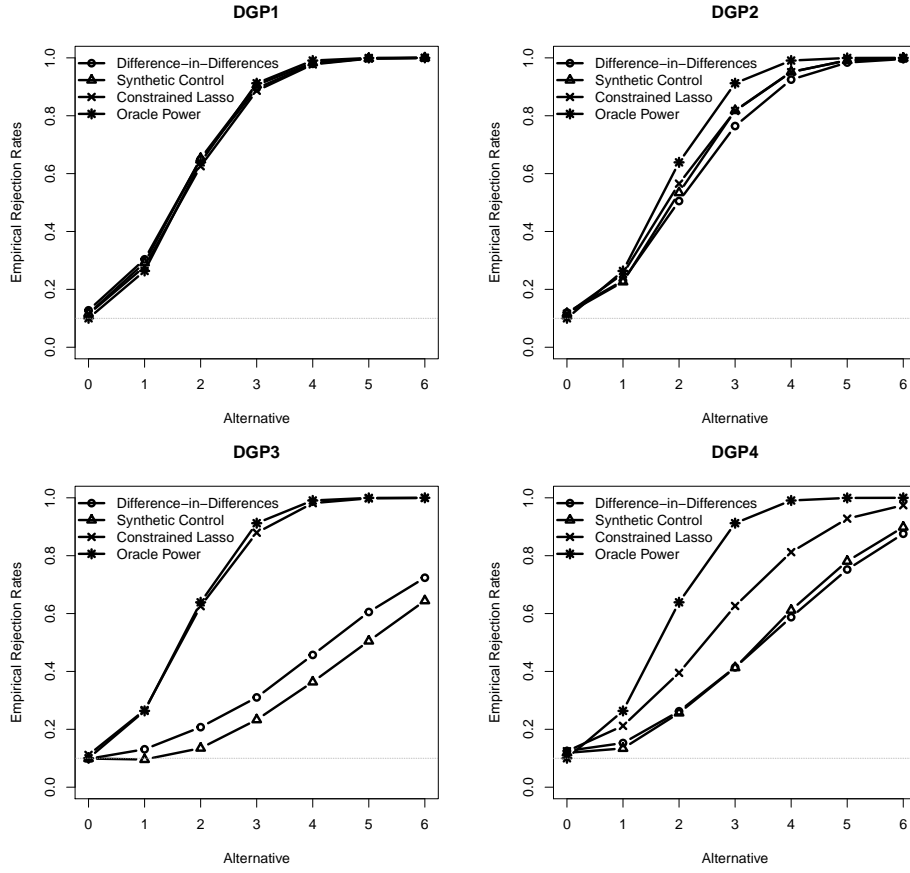 DGP1
Empirical Rejection Rates
1.0
0.8
0.6
0.4
0.2
0.0
Difference−in−Differences
Synthetic Control
Constrained Lasso
Oracle Power
0 1 2 3 4 5 6
Alternative
DGP2
Empirical Rejection Rates
1.0
0.8
0.6
0.4
0.2
0.0
Difference−in−Differences
Synthetic Control
Constrained Lasso
Oracle Power
0 1 2 3 4 5 6
Alternative
DGP3
Empirical Rejection Rates
1.0
0.8
0.6
0.4
0.2
0.0
Difference−in−Differences
Synthetic Control
Constrained Lasso
Oracle Power
0 1 2 3 4 5 6
Alternative
DGP4
Empirical Rejection Rates
1.0
0.8
0.6
0.4
0.2
0.0
Difference−in−Differences
Synthetic Control
Constrained Lasso
Oracle Power
0 1 2 3 4 5 6
Alternative